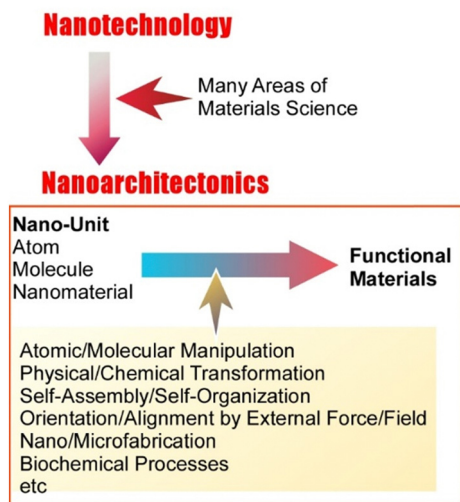 Nanotechnology
Many Areas of
Materials Science
Nanoarchitectonics
Nano-Unit
Atom
Molecule
Nanomaterial
Functional
Materials
Atomic/Molecular Manipulation
Physical/Chemical Transformation
Self-Assembly/Self-Organization
Orientation/Alignment by External Force/Field
Nano/Microfabrication
Biochemical Processes
etc